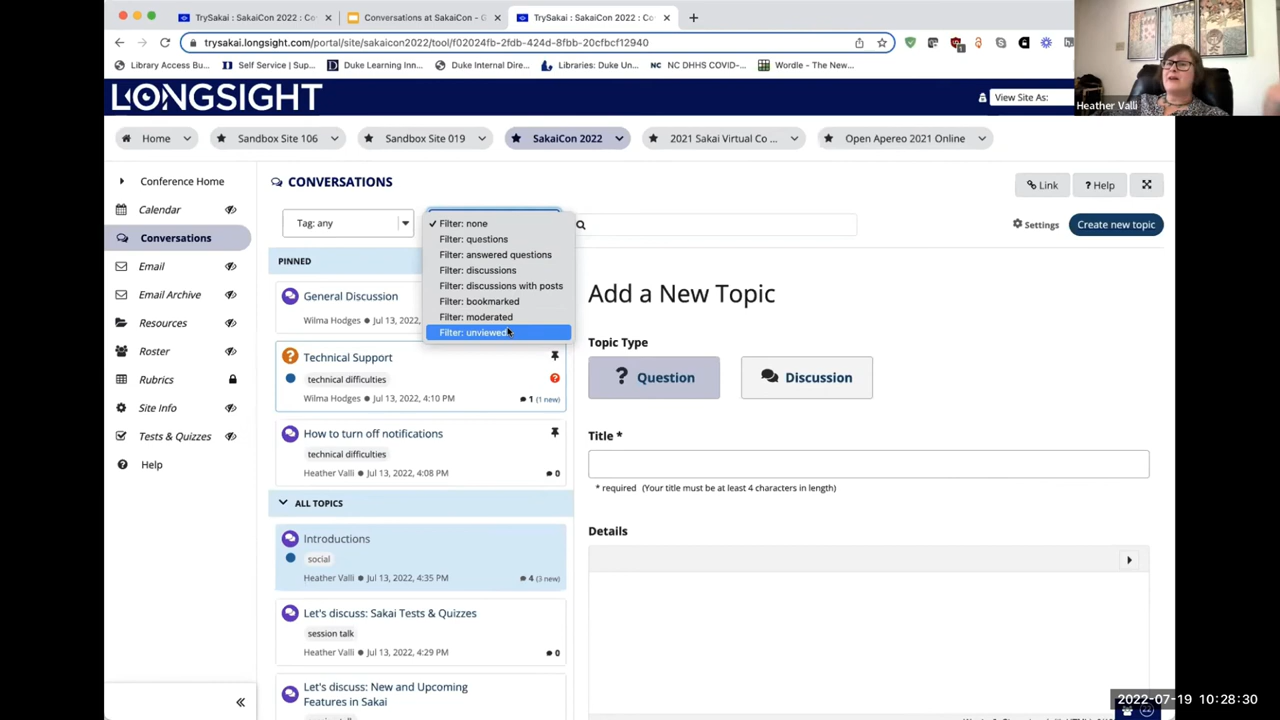 TrySakai : SakaiCon 2022 : Co
Conversations at SakaiCon - G
TrySakai : SakaiCon 2022 : Co
trysakai.longsight.com/portal/site/sakaicon2022/tool/f02024fb-2fdb-424d-8fbb-20cfbcf12940
Library Access Bu...
Self Service | Sup...
Duke Learning Inn...
Duke Internal Dire...
Libraries: Duke Un...
NC DHHS COVID-...
Wordle - The New...
LONGSIGHT
View Site As:
Heather Valli
Home
Sandbox Site 106
Sandbox Site 019
SakaiCon 2022
2021 Sakai Virtual Co ...
Open Apereo 2021 Online
Conference Home
Calendar
Conversations
Email
Email Archive
Resources
Roster
Rubrics
Site Info
Tests & Quizzes
Help
CONVERSATIONS
Link
? Help
Tag: any
Filter: none
Filter: questions
Filter: answered questions
Filter: discussions
Filter: discussions with posts
Filter: bookmarked
Filter: moderated
Filter: unviewed
Settings
Create new topic
PINNED
General Discussion
Wilma Hodges ● Jul 13, 2022,
Technical Support
technical difficulties
Wilma Hodges ● Jul 13, 2022, 4:10 PM
1 (1 new)
How to turn off notifications
technical difficulties
Heather Valli ● Jul 13, 2022, 4:08 PM
0
ALL TOPICS
Introductions
social
Heather Valli ● Jul 13, 2022, 4:35 PM
4 (3 new)
Let's discuss: Sakai Tests & Quizzes
session talk
Heather Valli ● Jul 13, 2022, 4:29 PM
0
Let's discuss: New and Upcoming
Features in Sakai
Add a New Topic
Topic Type
? Question
Discussion
Title *
* required (Your title must be at least 4 characters in length)
Details
2022-07-19 10:28:30